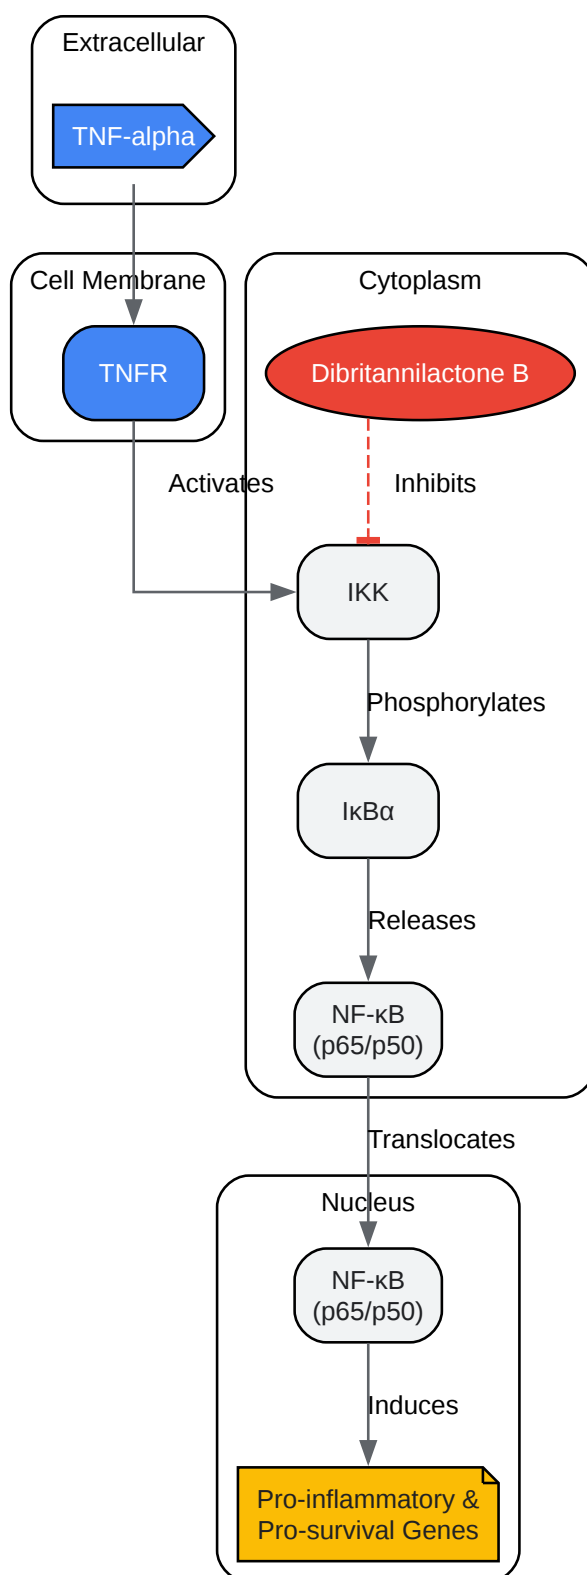 Extracellular
TNF-alpha
Cell Membrane
Cytoplasm
TNFR
Dibritannilactone B
Activates
Inhibits
IKK
Phosphorylates
IκBα
Releases
NF-κB
(p65/p50)
Translocates
Nucleus
NF-κB
(p65/p50)
Induces
Pro-inflammatory &
Pro-survival Genes